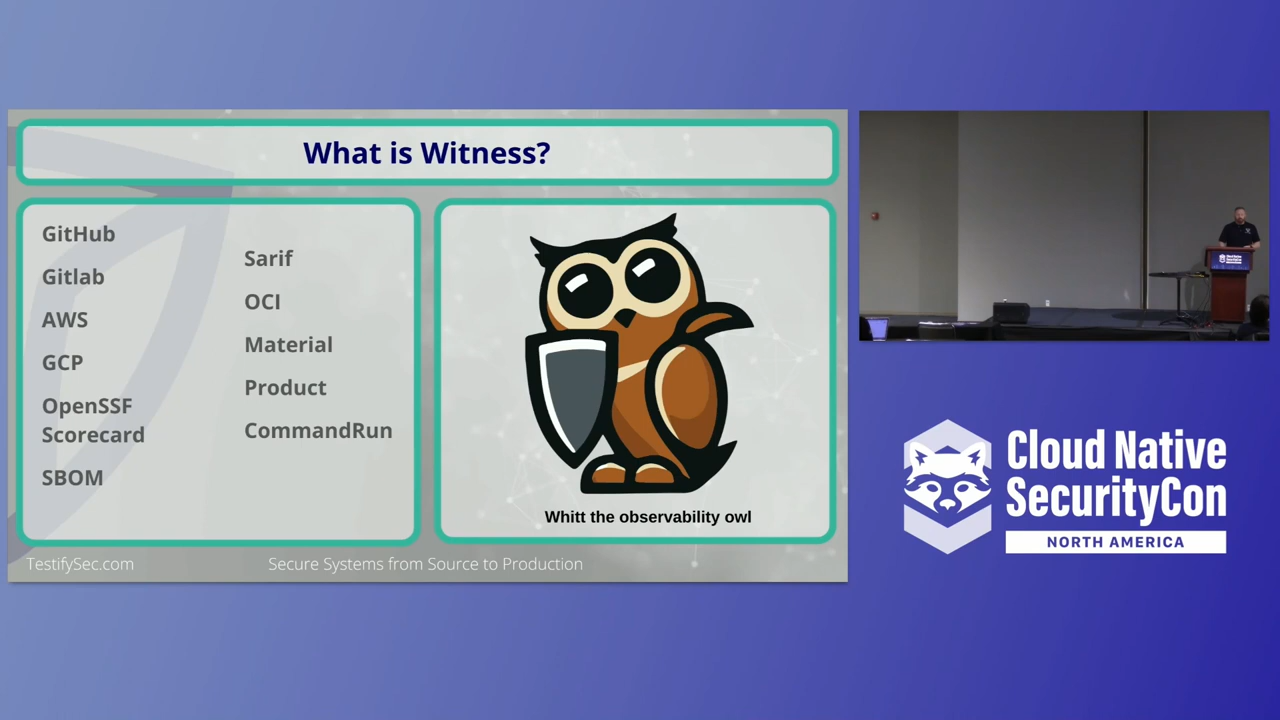 What is Witness?
GitHub
Gitlab
AWS
GCP
OpenSSF
Scorecard
SBOM
Sarif
OCI
Material
Product
CommandRun
Whitt the observability owl
TestifySec.com
Secure Systems from Source to Production
Cloud Native
SecurityCon
NORTH AMERICA